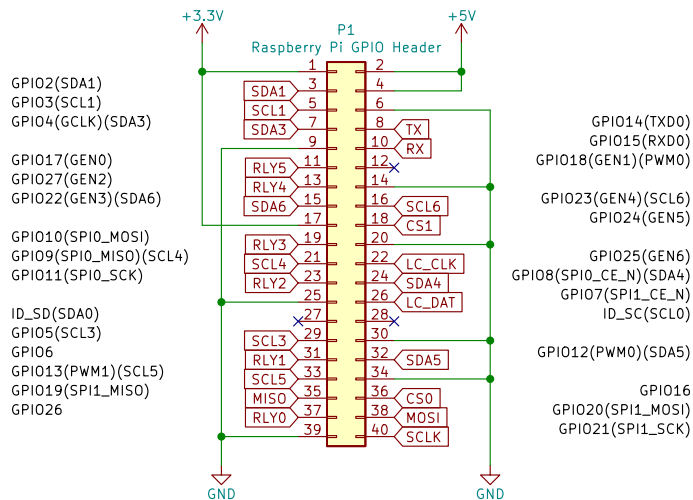 +3.3V
+5V
P1
Raspberry Pi GPIO Header
1 2
GPIO2(SDA1) SDA1 3 4
GPIO3(SCL1) SCL1 5 6
GPIO4(GCLK)(SDA3) SDA3 7 8 TX GPIO14(TXD0)
9 10 RX GPIO15(RXD0)
GPIO17(GEN0) RLY5 11 12 GPIO18(GEN1)(PWM0)
GPIO27(GEN2) RLY4 13 14
GPIO22(GEN3)(SDA6) SDA6 15 16 SCL6 GPIO23(GEN4)(SCL6)
17 18 CS1 GPIO24(GEN5)
GPIO10(SPI0_MOSI) RLY3 19 20
GPIO9(SPI0_MISO)(SCL4) SCL4 21 22 LC_CLK GPIO25(GEN6)
GPIO11(SPI0_SCK) RLY2 23 24 SDA4 GPIO8(SPI0_CE_N)(SDA4)
25 26 LC_DAT GPIO7(SPI1_CE_N)
ID_SD(SDA0) 27 28 ID_SC(SCL0)
GPIO5(SCL3) SCL3 29 30
GPIO6 RLY1 31 32 SDA5 GPIO12(PWM0)(SDA5)
GPIO13(PWM1)(SCL5) SCL5 33 34
GPIO19(SPI1_MISO) MISO 35 36 CS0 GPIO16
GPIO26 RLY0 37 38 MOSI GPIO20(SPI1_MOSI)
39 40 SCLK GPIO21(SPI1_SCK)
GND
GND